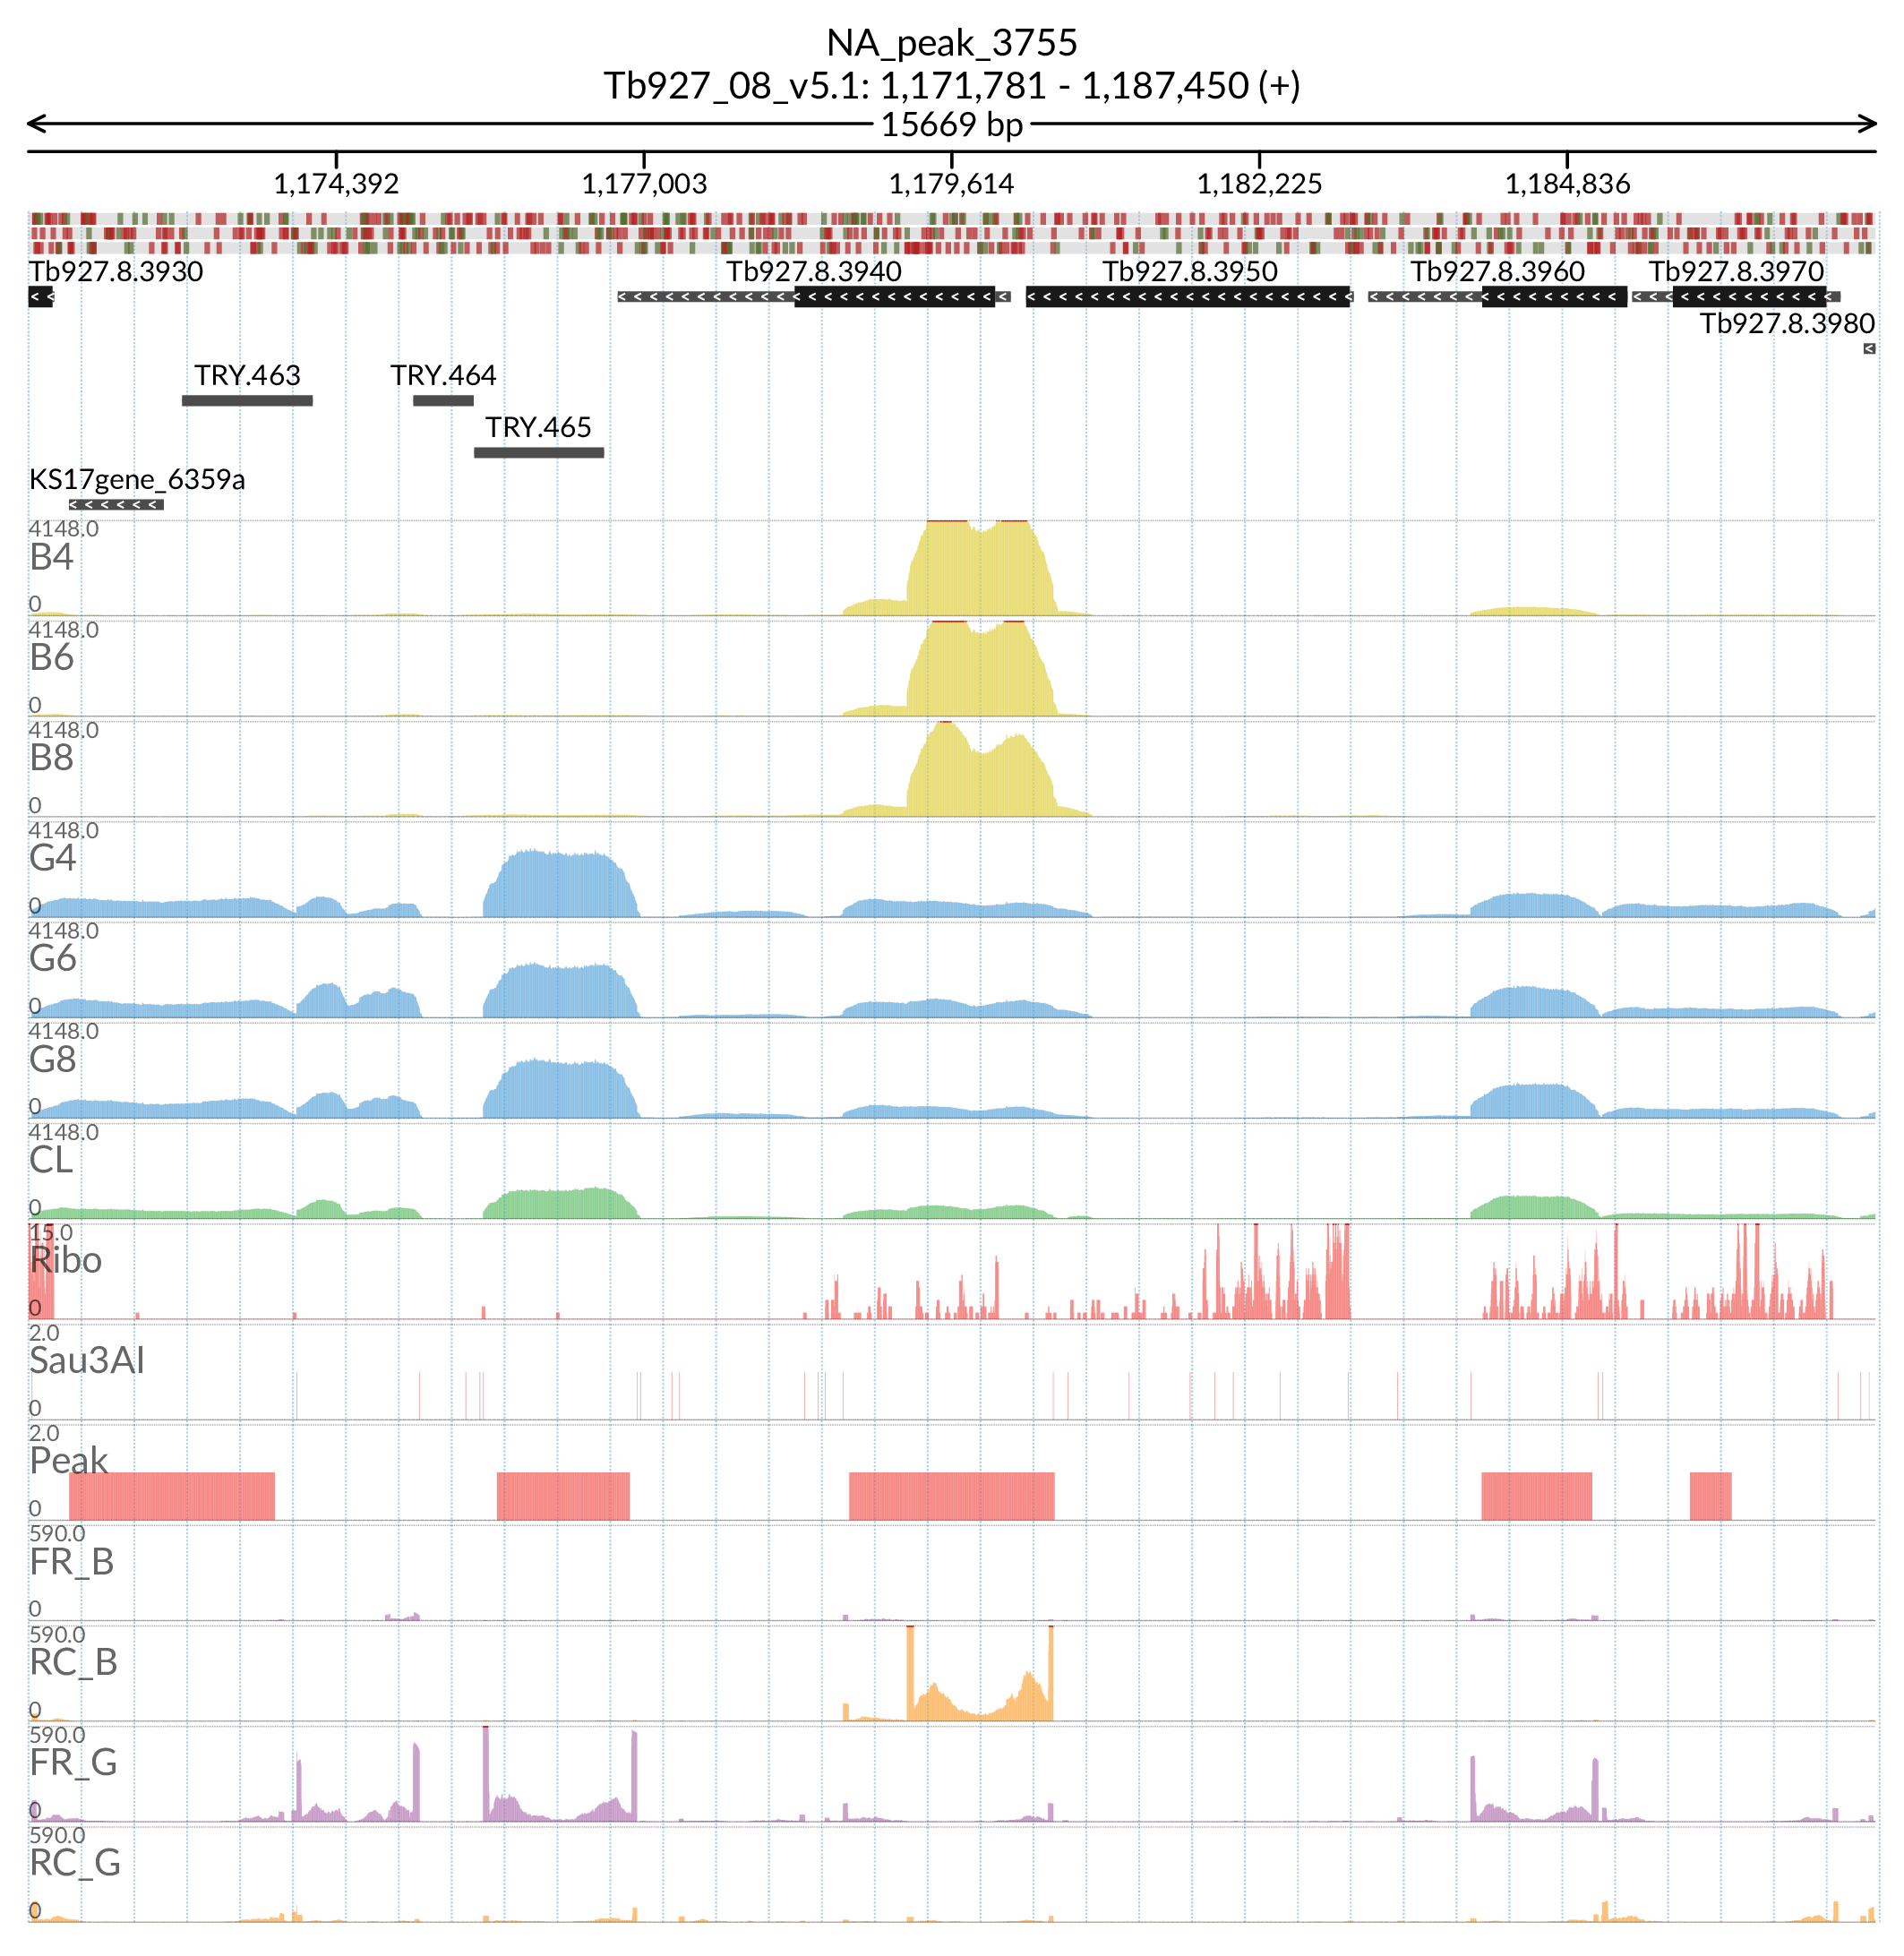 NA_peak_3755
Tb927_08_v5.1: 1,171,781 - 1,187,450 (+)
15669 bp
1,174,392 1,177,003 1,179,614 1,182,225 1,184,836
Tb927.8.3930 Tb927.8.3940 Tb927.8.3950 Tb927.8.3960 Tb927.8.3970
Tb927.8.3980
TRY.463 TRY.464
TRY.465
KS17gene_6359a
4148.0
B4
0
4148.0
B6
0
4148.0
B8
0
4148.0
G4
0
4148.0
G6
0
4148.0
G8
0
4148.0
CL
0
15.0
Ribo
0
2.0
Sau3AI
0
2.0
Peak
0
590.0
FR_B
0
590.0
RC_B
0
590.0
FR_G
0
590.0
RC_G
0